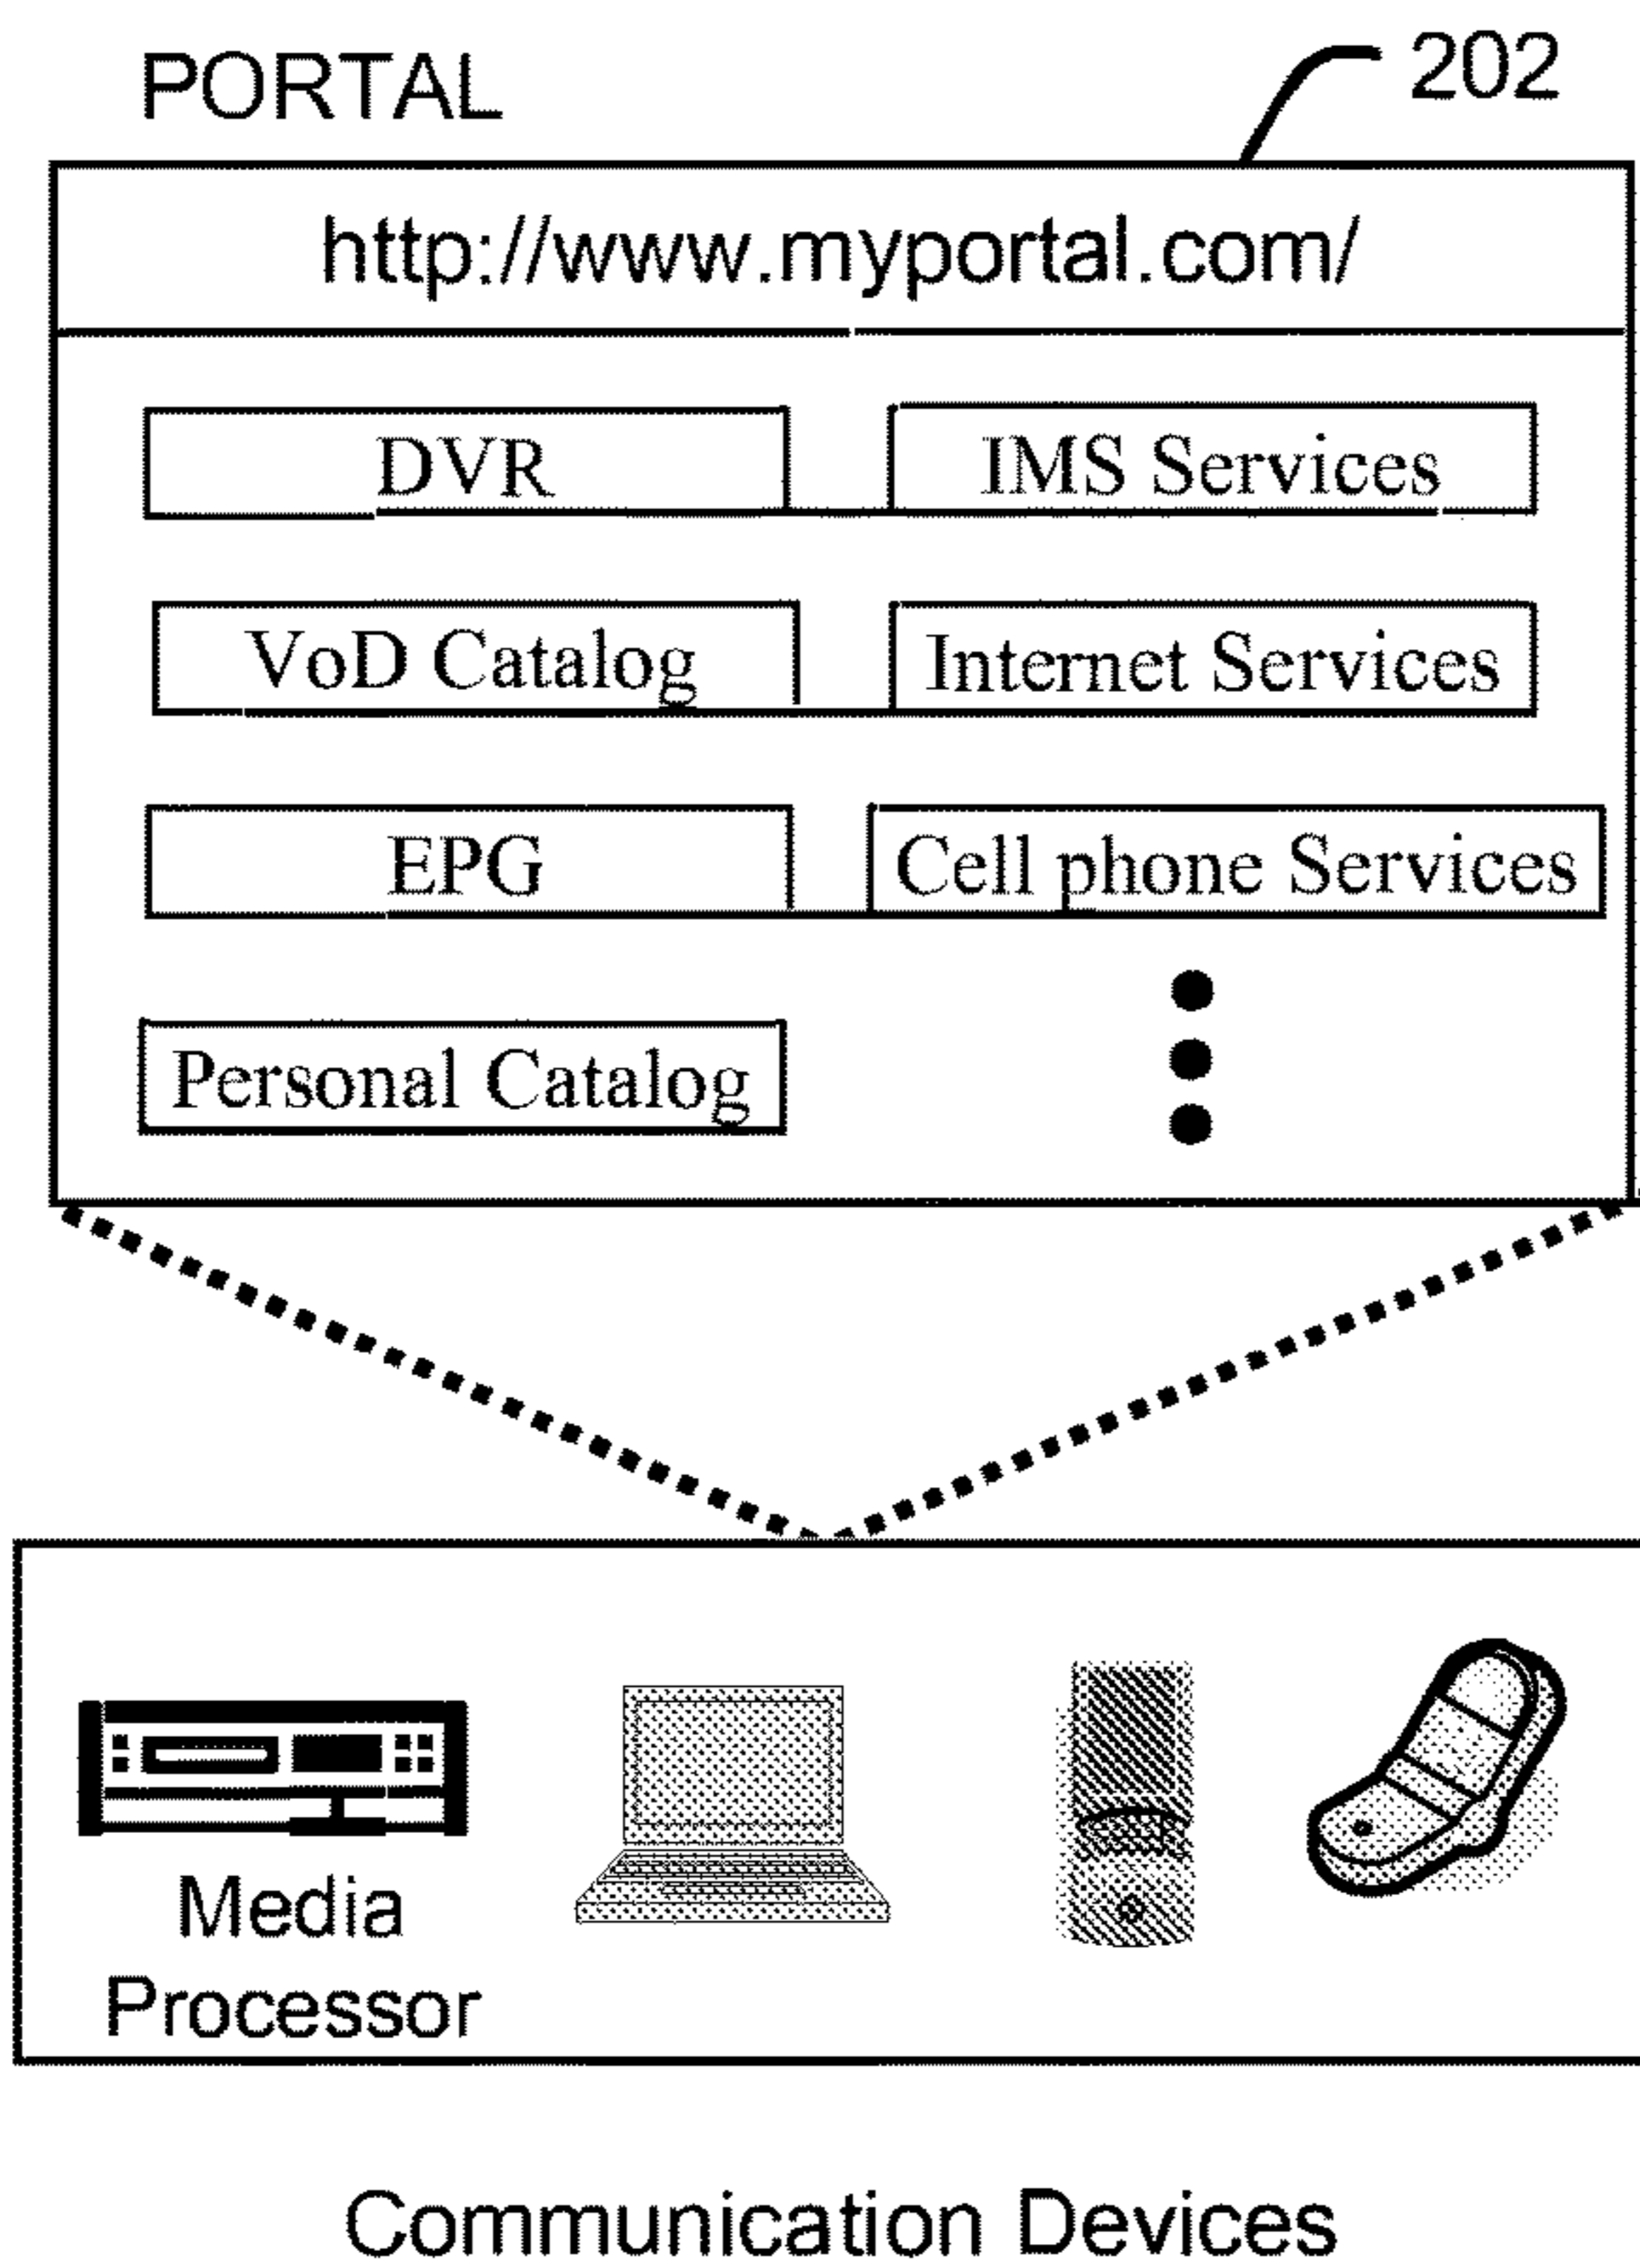 PORTAL
202
http://www.myportal.com/
DVR
IMS Services
VoD Catalog
Internet Services
EPG
Cell phone Services
Personal Catalog
Media
Processor
Communication Devices